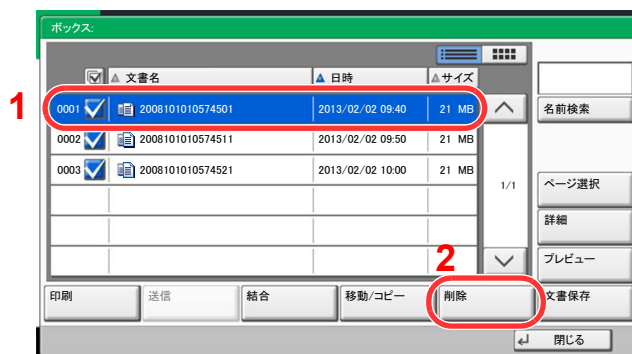 ボックス:
文書名 日時 サイズ
1
0001 2008101010574501 2013/02/02 09:40 21 MB
名前検索
0002 2008101010574511 2013/02/02 09:50 21 MB
0003 2008101010574521 2013/02/02 10:00 21 MB
1/1
ページ選択
詳細
2
プレビュー
印刷 送信 結合 移動/コピー 削除 文書保存
閉じる